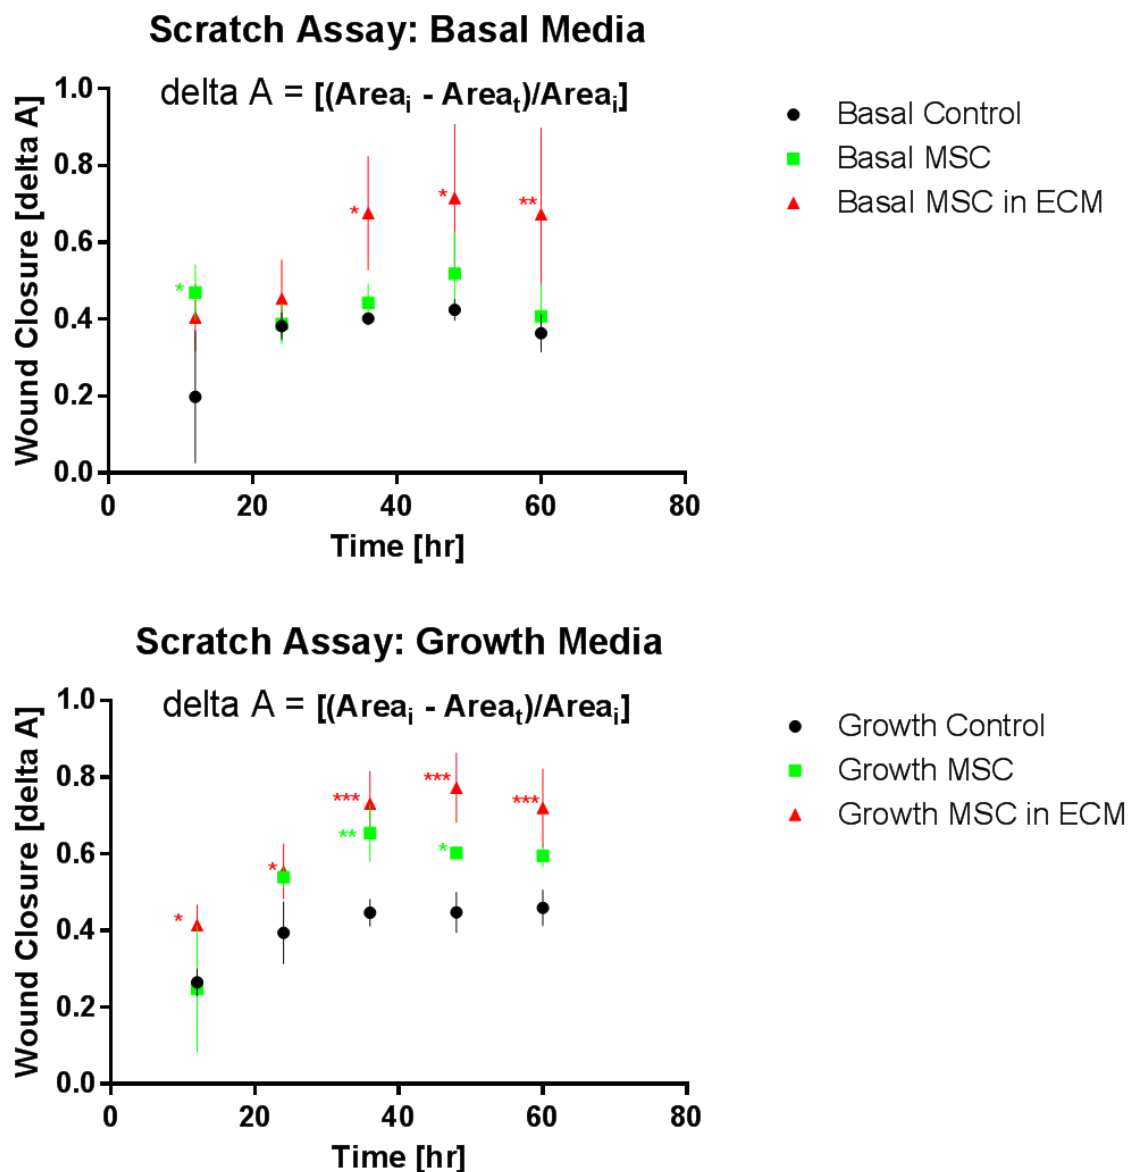 Scratch Assay: Basal Media
delta A = [(Areaᵢ - Areaₜ)/Areaᵢ]
Wound Closure [delta A]
1.0
0.8
0.6
0.4
0.2
0.0
*
*
*
**
0
20
40
60
80
Time [hr]
Basal Control
Basal MSC
Basal MSC in ECM
Scratch Assay: Growth Media
delta A = [(Areaᵢ - Areaₜ)/Areaᵢ]
Wound Closure [delta A]
1.0
0.8
0.6
0.4
0.2
0.0
*
*
***
**
***
*
***
0
20
40
60
80
Time [hr]
Growth Control
Growth MSC
Growth MSC in ECM